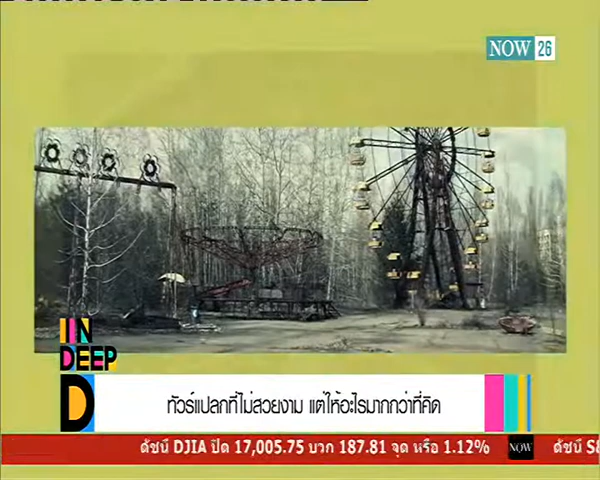 NOW 26
IN
DEEP
D
ทัวร์แปลกที่ไม่สวยงาม แต่ให้อะไรมากกว่าที่คิด
ดัชนี DJIA ปิด 17,005.75 บวก 187.81 จุด หรือ 1.12% NOW ดัชนี S&